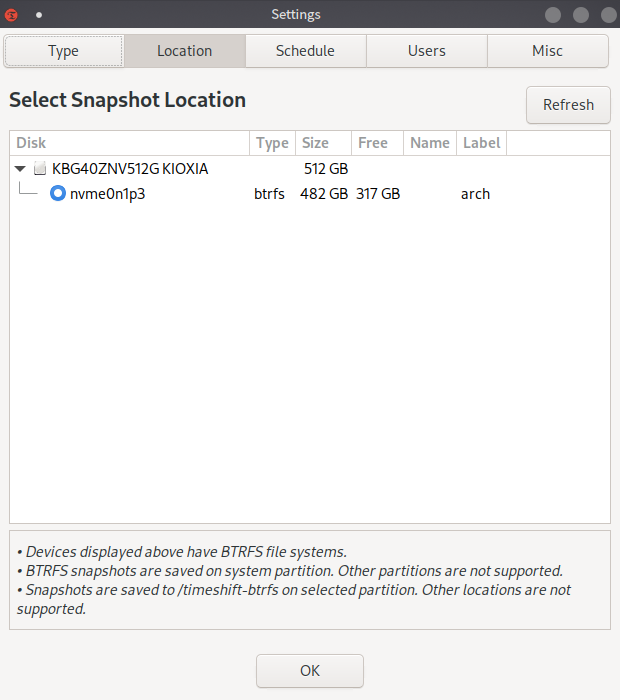 Settings
Type Location Schedule Users Misc
Select Snapshot Location
Refresh
Disk Type Size Free Name Label
KBG40ZNV512G KIOXIA 512 GB
nvme0n1p3 btrfs 482 GB 317 GB arch
• Devices displayed above have BTRFS file systems.
• BTRFS snapshots are saved on system partition. Other partitions are not supported.
• Snapshots are saved to /timeshift-btrfs on selected partition. Other locations are not
supported.
OK